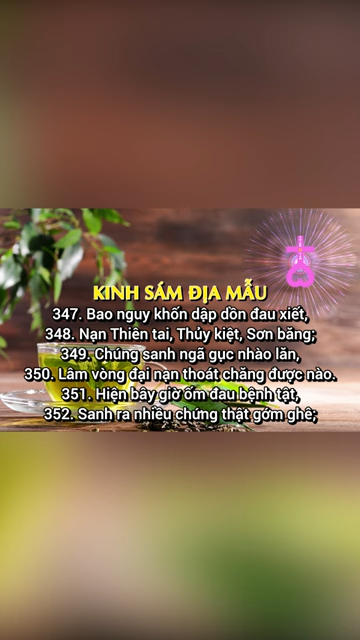 KINH SÁM ĐỊA MẪU
347. Bao nguy khốn dập dồn đau xiết,
348. Nạn Thiên tai, Thủy kiệt, Sơn băng;
349. Chúng sanh ngã gục nhào lăn,
350. Lâm vòng đại nạn thoát chăng được nào.
351. Hiện bây giờ ốm đau bệnh tật,
352. Sanh ra nhiều chứng thật gớm ghê;